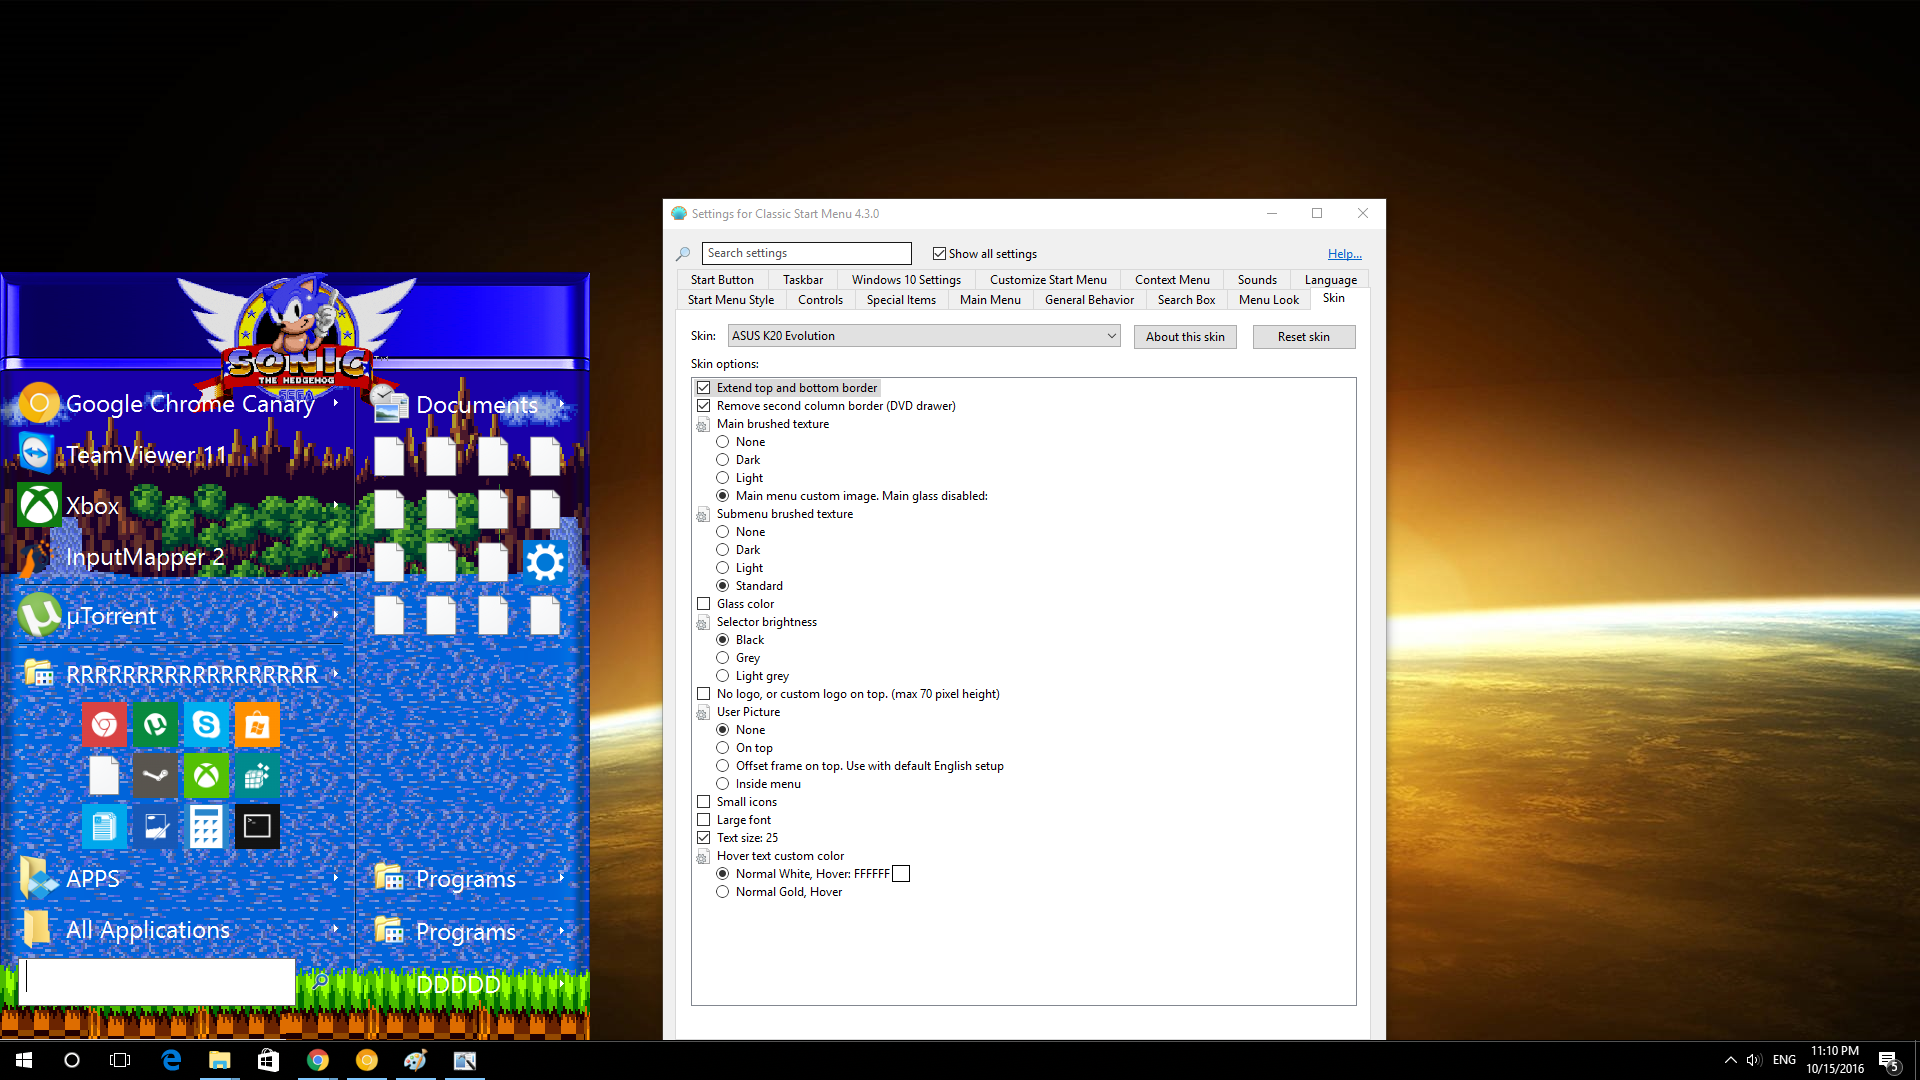 Settings for Classic Start Menu 4.3.0
Search settings
Show all settings
Help...
Start Button
Taskbar
Windows 10 Settings
Customize Start Menu
Context Menu
Sounds
Language
Start Menu Style
Controls
Special Items
Main Menu
General Behavior
Search Box
Menu Look
Skin
Skin:
ASUS K20 Evolution
About this skin
Reset skin
Skin options:
Extend top and bottom border
Remove second column border (DVD drawer)
Main brushed texture
None
Dark
Light
Main menu custom image. Main glass disabled:
Submenu brushed texture
None
Dark
Light
Standard
Glass color
Selector brightness
Black
Grey
Light grey
No logo, or custom logo on top. (max 70 pixel height)
User Picture
None
On top
Offset frame on top. Use with default English setup
Inside menu
Small icons
Large font
Text size: 25
Hover text custom color
Normal White, Hover: FFFFFF
Normal Gold, Hover
SONIC
TM
THE HEDGEHOG
SEGA
Google Chrome Canary
TeamViewer 11
Xbox
InputMapper 2
µTorrent
RRRRRRRRRRRRRRRRRR
APPS
All Applications
Documents
Programs
Programs
DDDDD
ENG
11:10 PM
10/15/2016
5